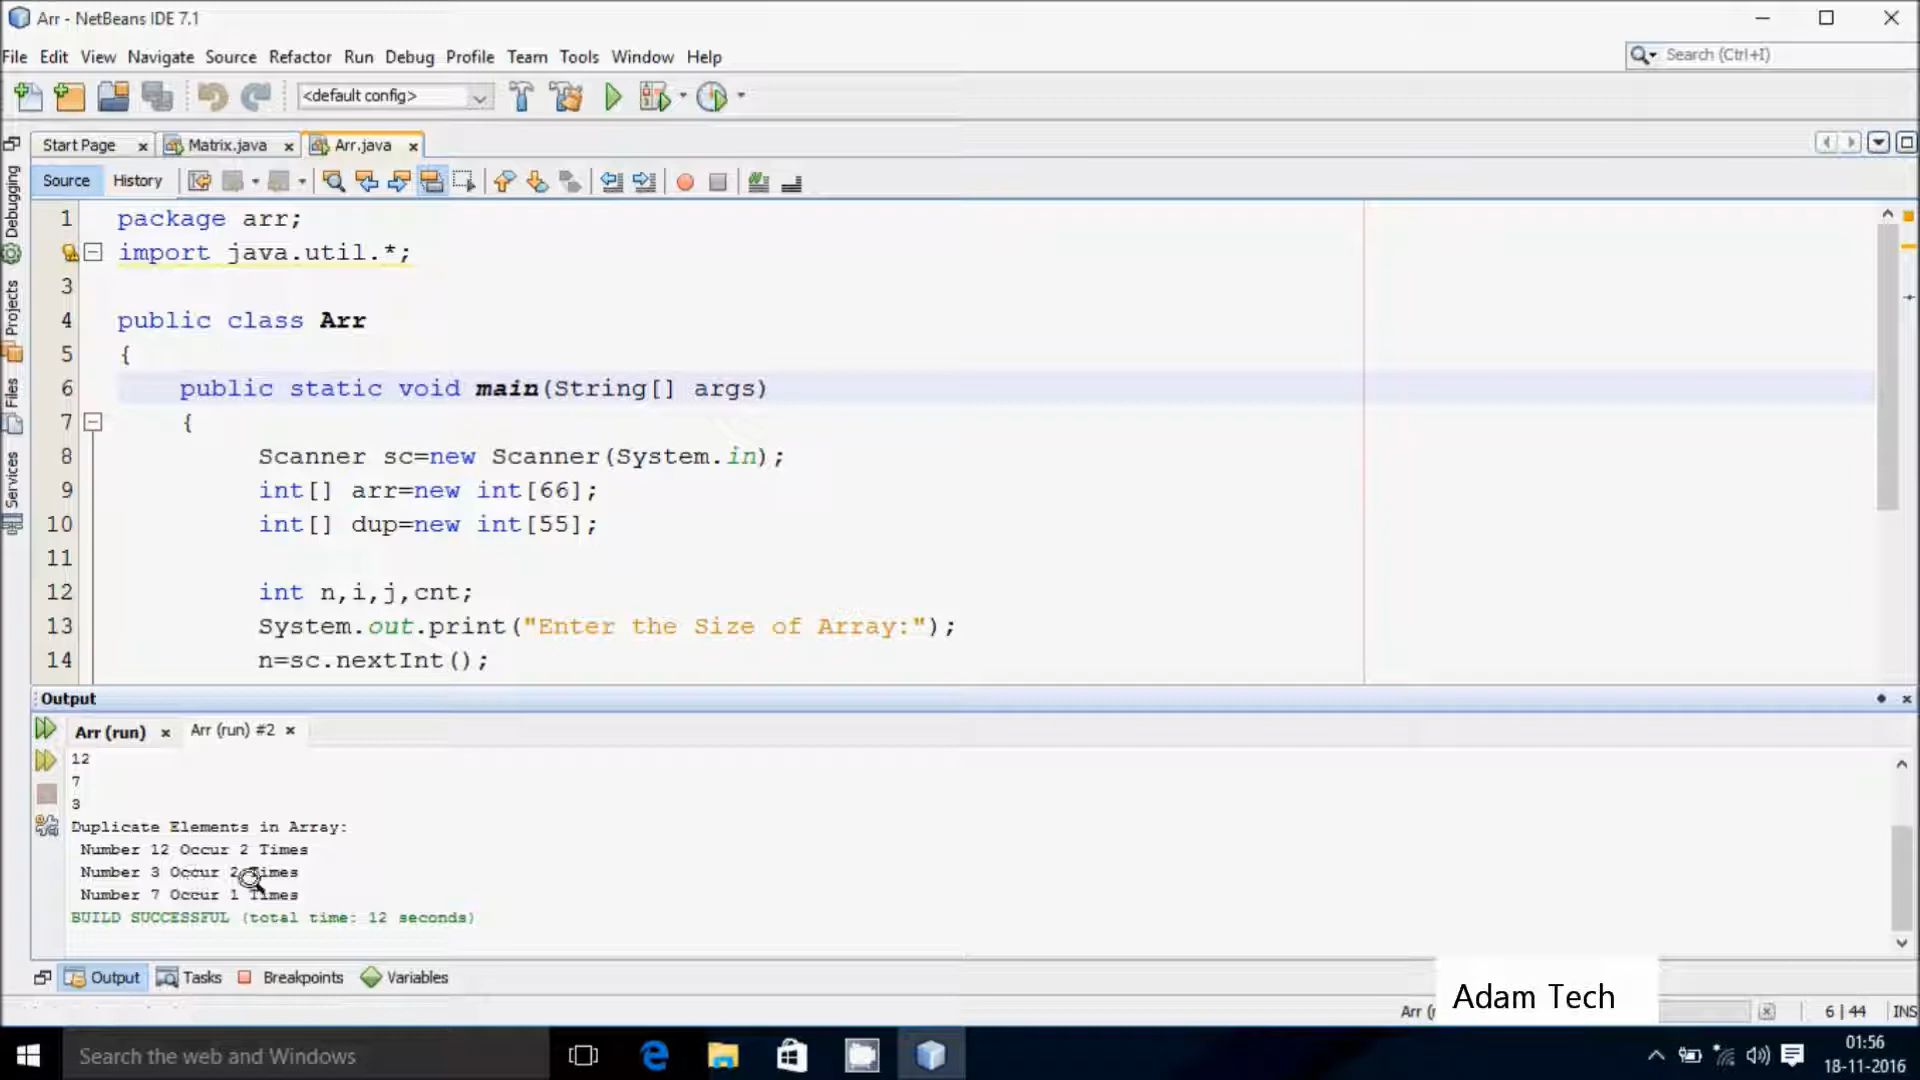 Arr - NetBeans IDE 7.1
File Edit View Navigate Source Refactor Run Debug Profile Team Tools Window Help
Search (Ctrl+I)
<default config>
Start Page Matrix.java Arr.java
Source History
Debugging
Projects
Files
Services
1 package arr;
import java.util.*;
3
4 public class Arr
5 {
6 public static void main(String[] args)
7 {
8 Scanner sc=new Scanner(System.in);
9 int[] arr=new int[66];
10 int[] dup=new int[55];
11
12 int n,i,j,cnt;
13 System.out.print("Enter the Size of Array:");
14 n=sc.nextInt();
Output
Arr (run) Arr (run) #2
12
7
3
Duplicate Elements in Array:
Number 12 Occur 2 Times
Number 3 Occur 2 Times
Number 7 Occur 1 Times
BUILD SUCCESSFUL (total time: 12 seconds)
Output Tasks Breakpoints Variables
Adam Tech
Arr (r 6 | 44 INS
Search the web and Windows
01:56
18-11-2016